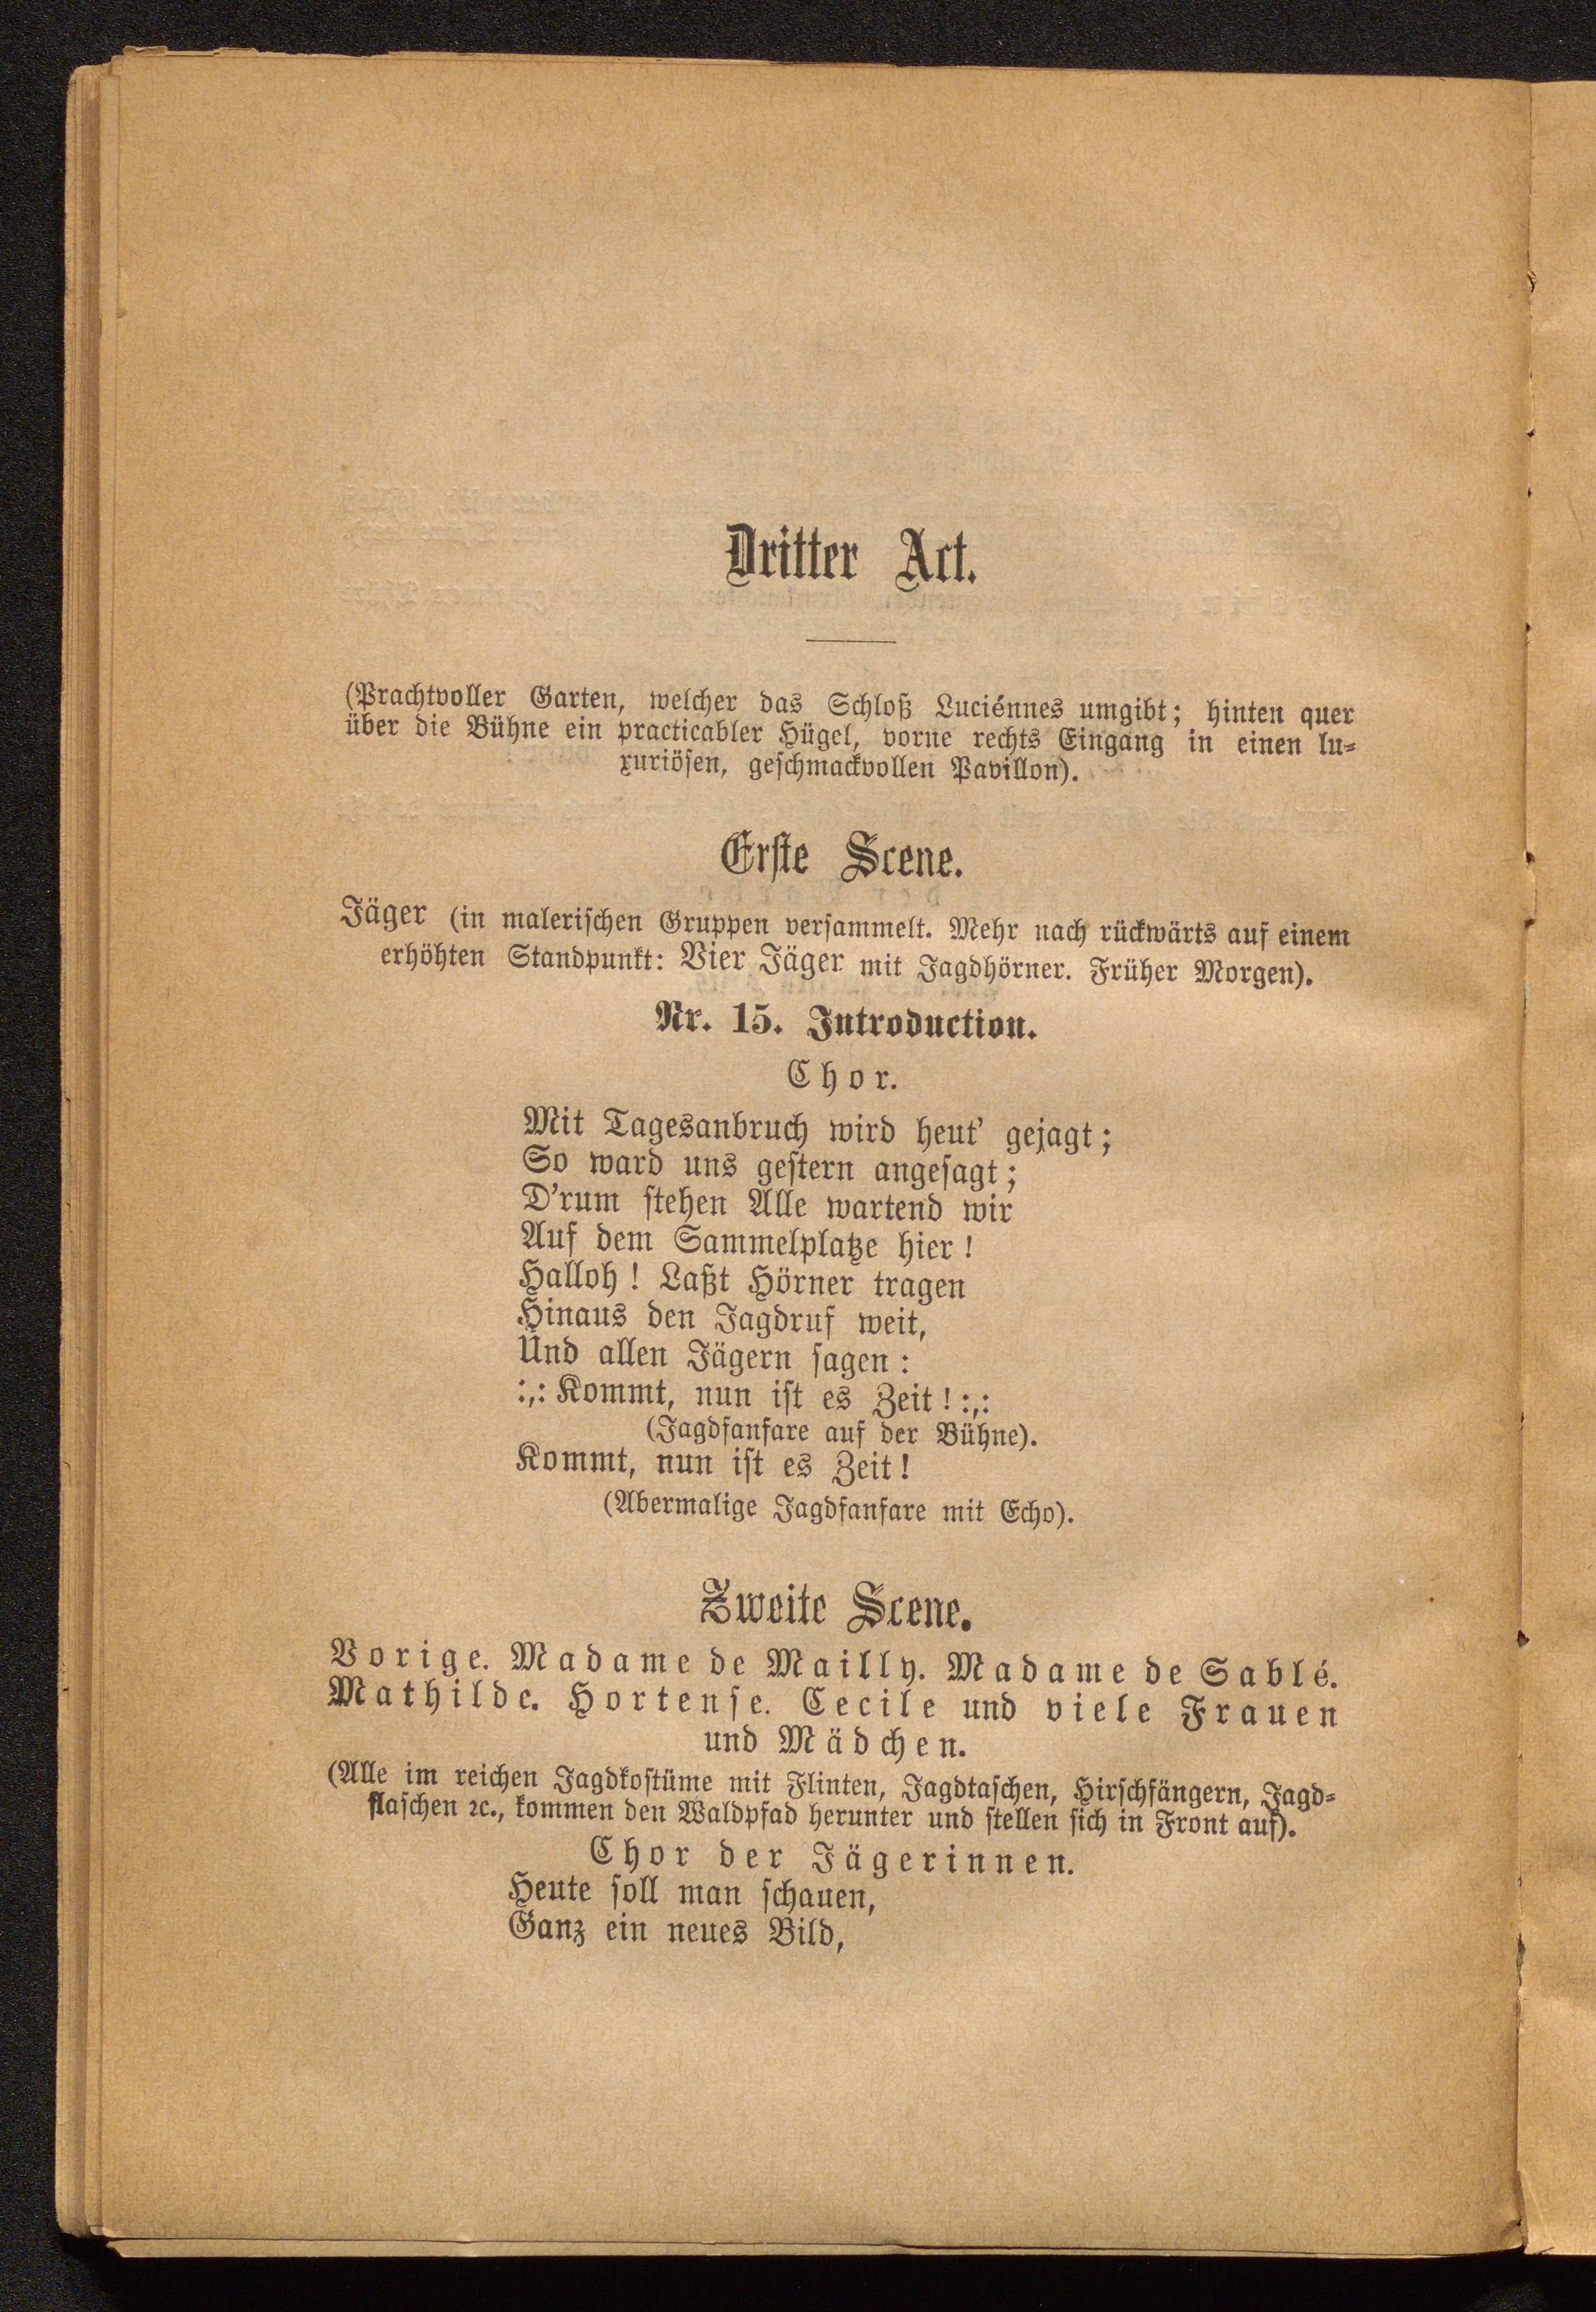 Dritter Act.
(Prachtvoller Garten, welcher das Schloß Luciénnes umgibt; hinten quer
über die Bühne ein practicabler Hügel, vorne rechts Eingang in einen lu-
xuriösen, geschmackvollen Pavillon).
Erste Scene.
Jäger (in malerischen Gruppen versammelt. Mehr nach rückwärts auf einem
erhöhten Standpunkt: Vier Jäger mit Jagdhörner. Früher Morgen).
Nr. 15. Introduction.
Chor.
Mit Tagesanbruch wird heut' gejagt;
So ward uns gestern angesagt;
D'rum stehen Alle wartend wir
Auf dem Sammelplatze hier!
Halloh! Laßt Hörner tragen
Hinaus den Jagdruf weit,
Und allen Jägern sagen:
:,: Kommt, nun ist es Zeit! :,:
(Jagdfanfare auf der Bühne).
Kommt, nun ist es Zeit!
(Abermalige Jagdfanfare mit Echo).
Zweite Scene.
Vorige. Madame de Mailly. Madame de Sablé.
Mathilde. Hortense. Cecile und viele Frauen
und Mädchen.
(Alle im reichen Jagdkostüme mit Flinten, Jagdtaschen, Hirschfängern, Jagd-
flaschen ꝛc., kommen den Waldpfad herunter und stellen sich in Front auf).
Chor der Jägerinnen.
Heute soll man schauen,
Ganz ein neues Bild,